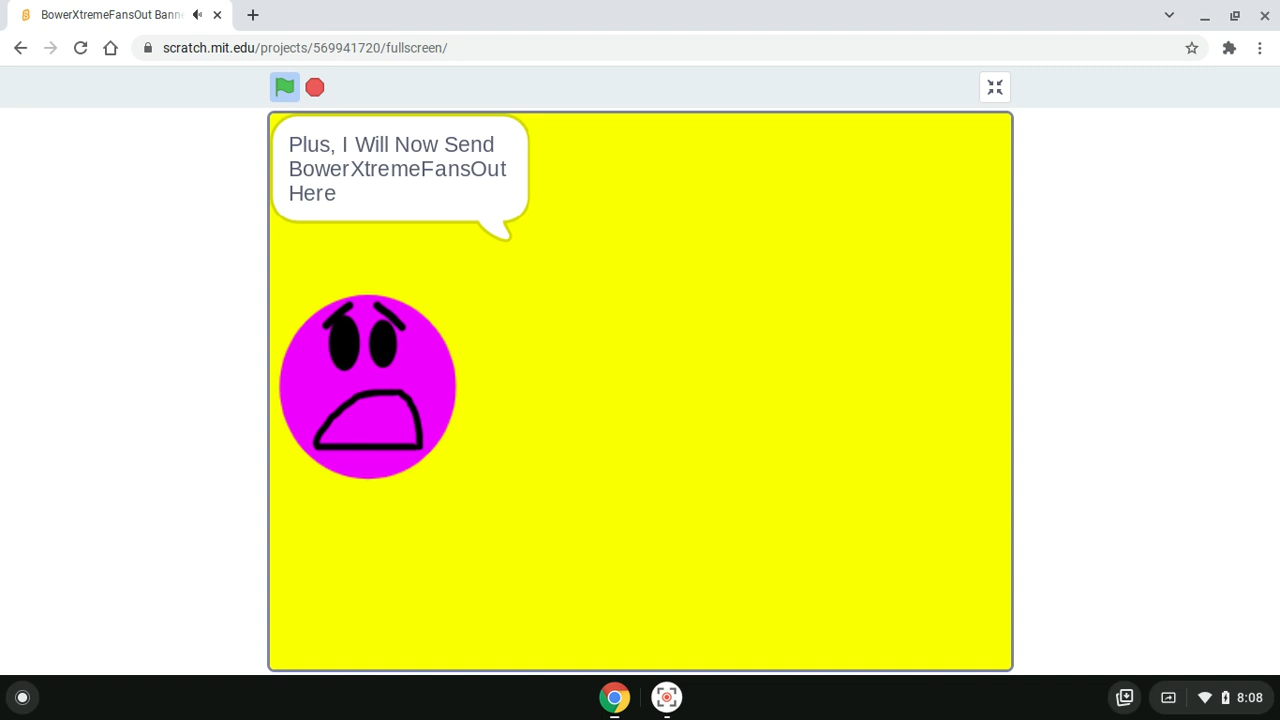 BowerXtremeFansOut Bann
scratch.mit.edu/projects/569941720/fullscreen/
Plus, I Will Now Send
BowerXtremeFansOut
Here
8:08